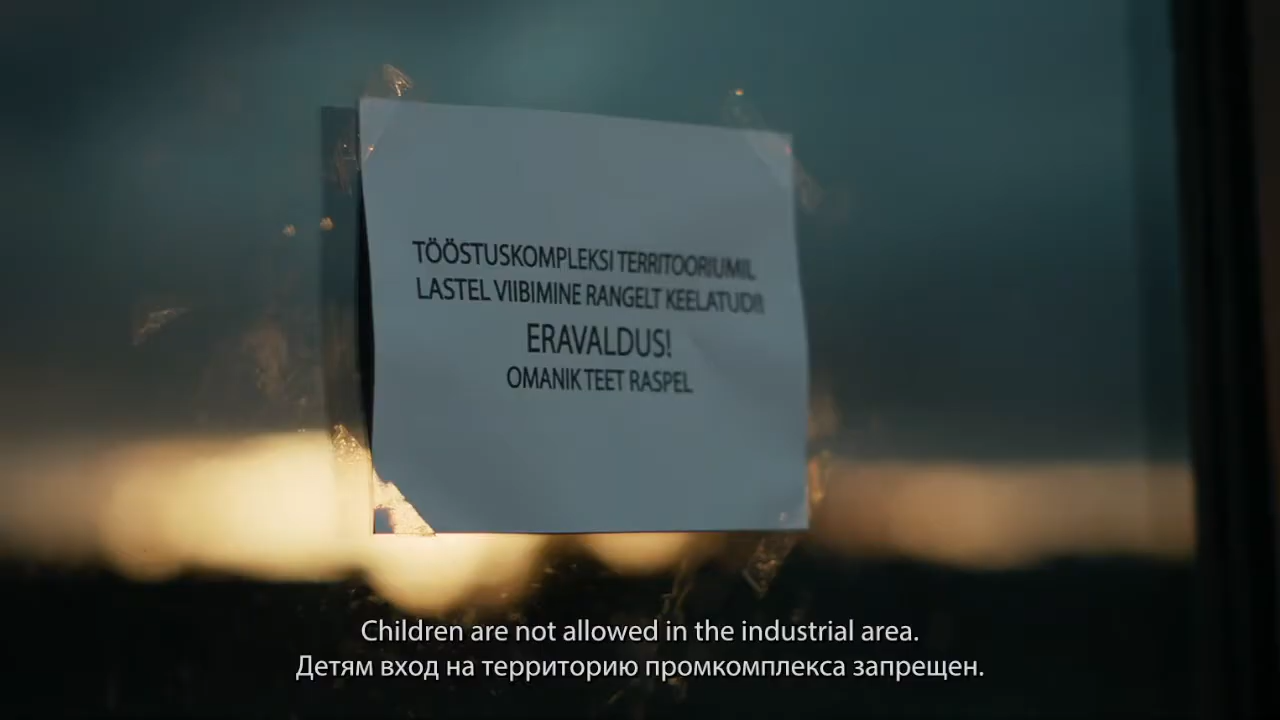 TÖÖSTUSKOMPLEKSI TERRITOORIUMIL
LASTEL VIIBIMINE RANGELT KEELATUD!!
ERAVALDUS!
OMANIK TEET RASPEL
Children are not allowed in the industrial area.
Детям вход на территорию промкомплекса запрещен.